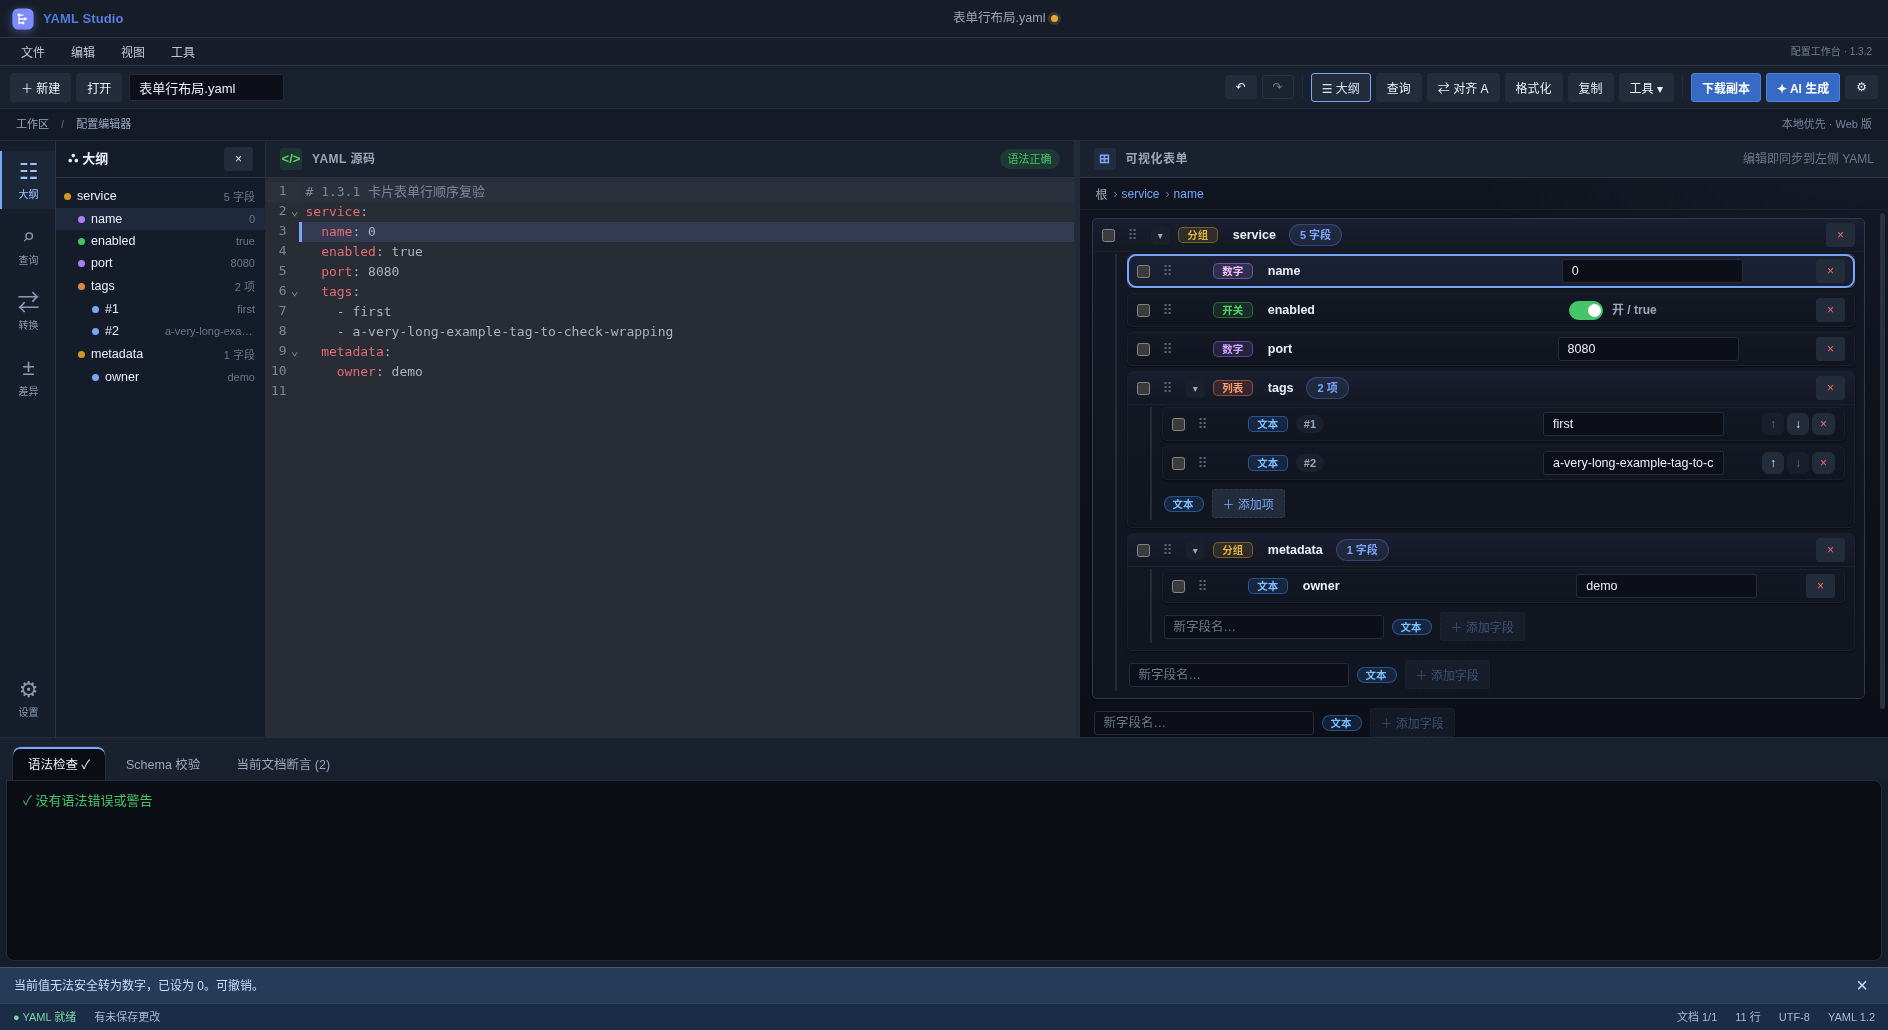 YAML Studio
表单行布局.yaml
文件 编辑 视图 工具
配置工作台 · 1.3.2
＋ 新建 打开 表单行布局.yaml ↶ ↷ ☰ 大纲 查询 ⇄ 对齐 A 格式化 复制 工具 ▾ 下载副本 ✦ AI 生成 ⚙
工作区 / 配置编辑器
本地优先 · Web 版
大纲
查询
转换
差异
设置
大纲 ×
service 5 字段
name 0
enabled true
port 8080
tags 2 项
#1 first
#2 a-very-long-exa…
metadata 1 字段
owner demo
</> YAML 源码 语法正确
1 # 1.3.1 卡片表单行顺序复验
2 service:
3 name: 0
4 enabled: true
5 port: 8080
6 tags:
7 - first
8 - a-very-long-example-tag-to-check-wrapping
9 metadata:
10 owner: demo
11
可视化表单 编辑即同步到左侧 YAML
根 › service › name
▾ 分组 service 5 字段 ×
数字 name 0 ×
开关 enabled 开 / true ×
数字 port 8080 ×
▾ 列表 tags 2 项 ×
文本 #1 first ↑ ↓ ×
文本 #2 a-very-long-example-tag-to-c ↑ ↓ ×
文本 ＋ 添加项
▾ 分组 metadata 1 字段 ×
文本 owner demo ×
新字段名… 文本 ＋ 添加字段
新字段名… 文本 ＋ 添加字段
新字段名… 文本 ＋ 添加字段
语法检查 ✓ Schema 校验 当前文档断言 (2)
✓ 没有语法错误或警告
当前值无法安全转为数字，已设为 0。可撤销。 ×
● YAML 就绪 有未保存更改
文档 1/1 11 行 UTF-8 YAML 1.2